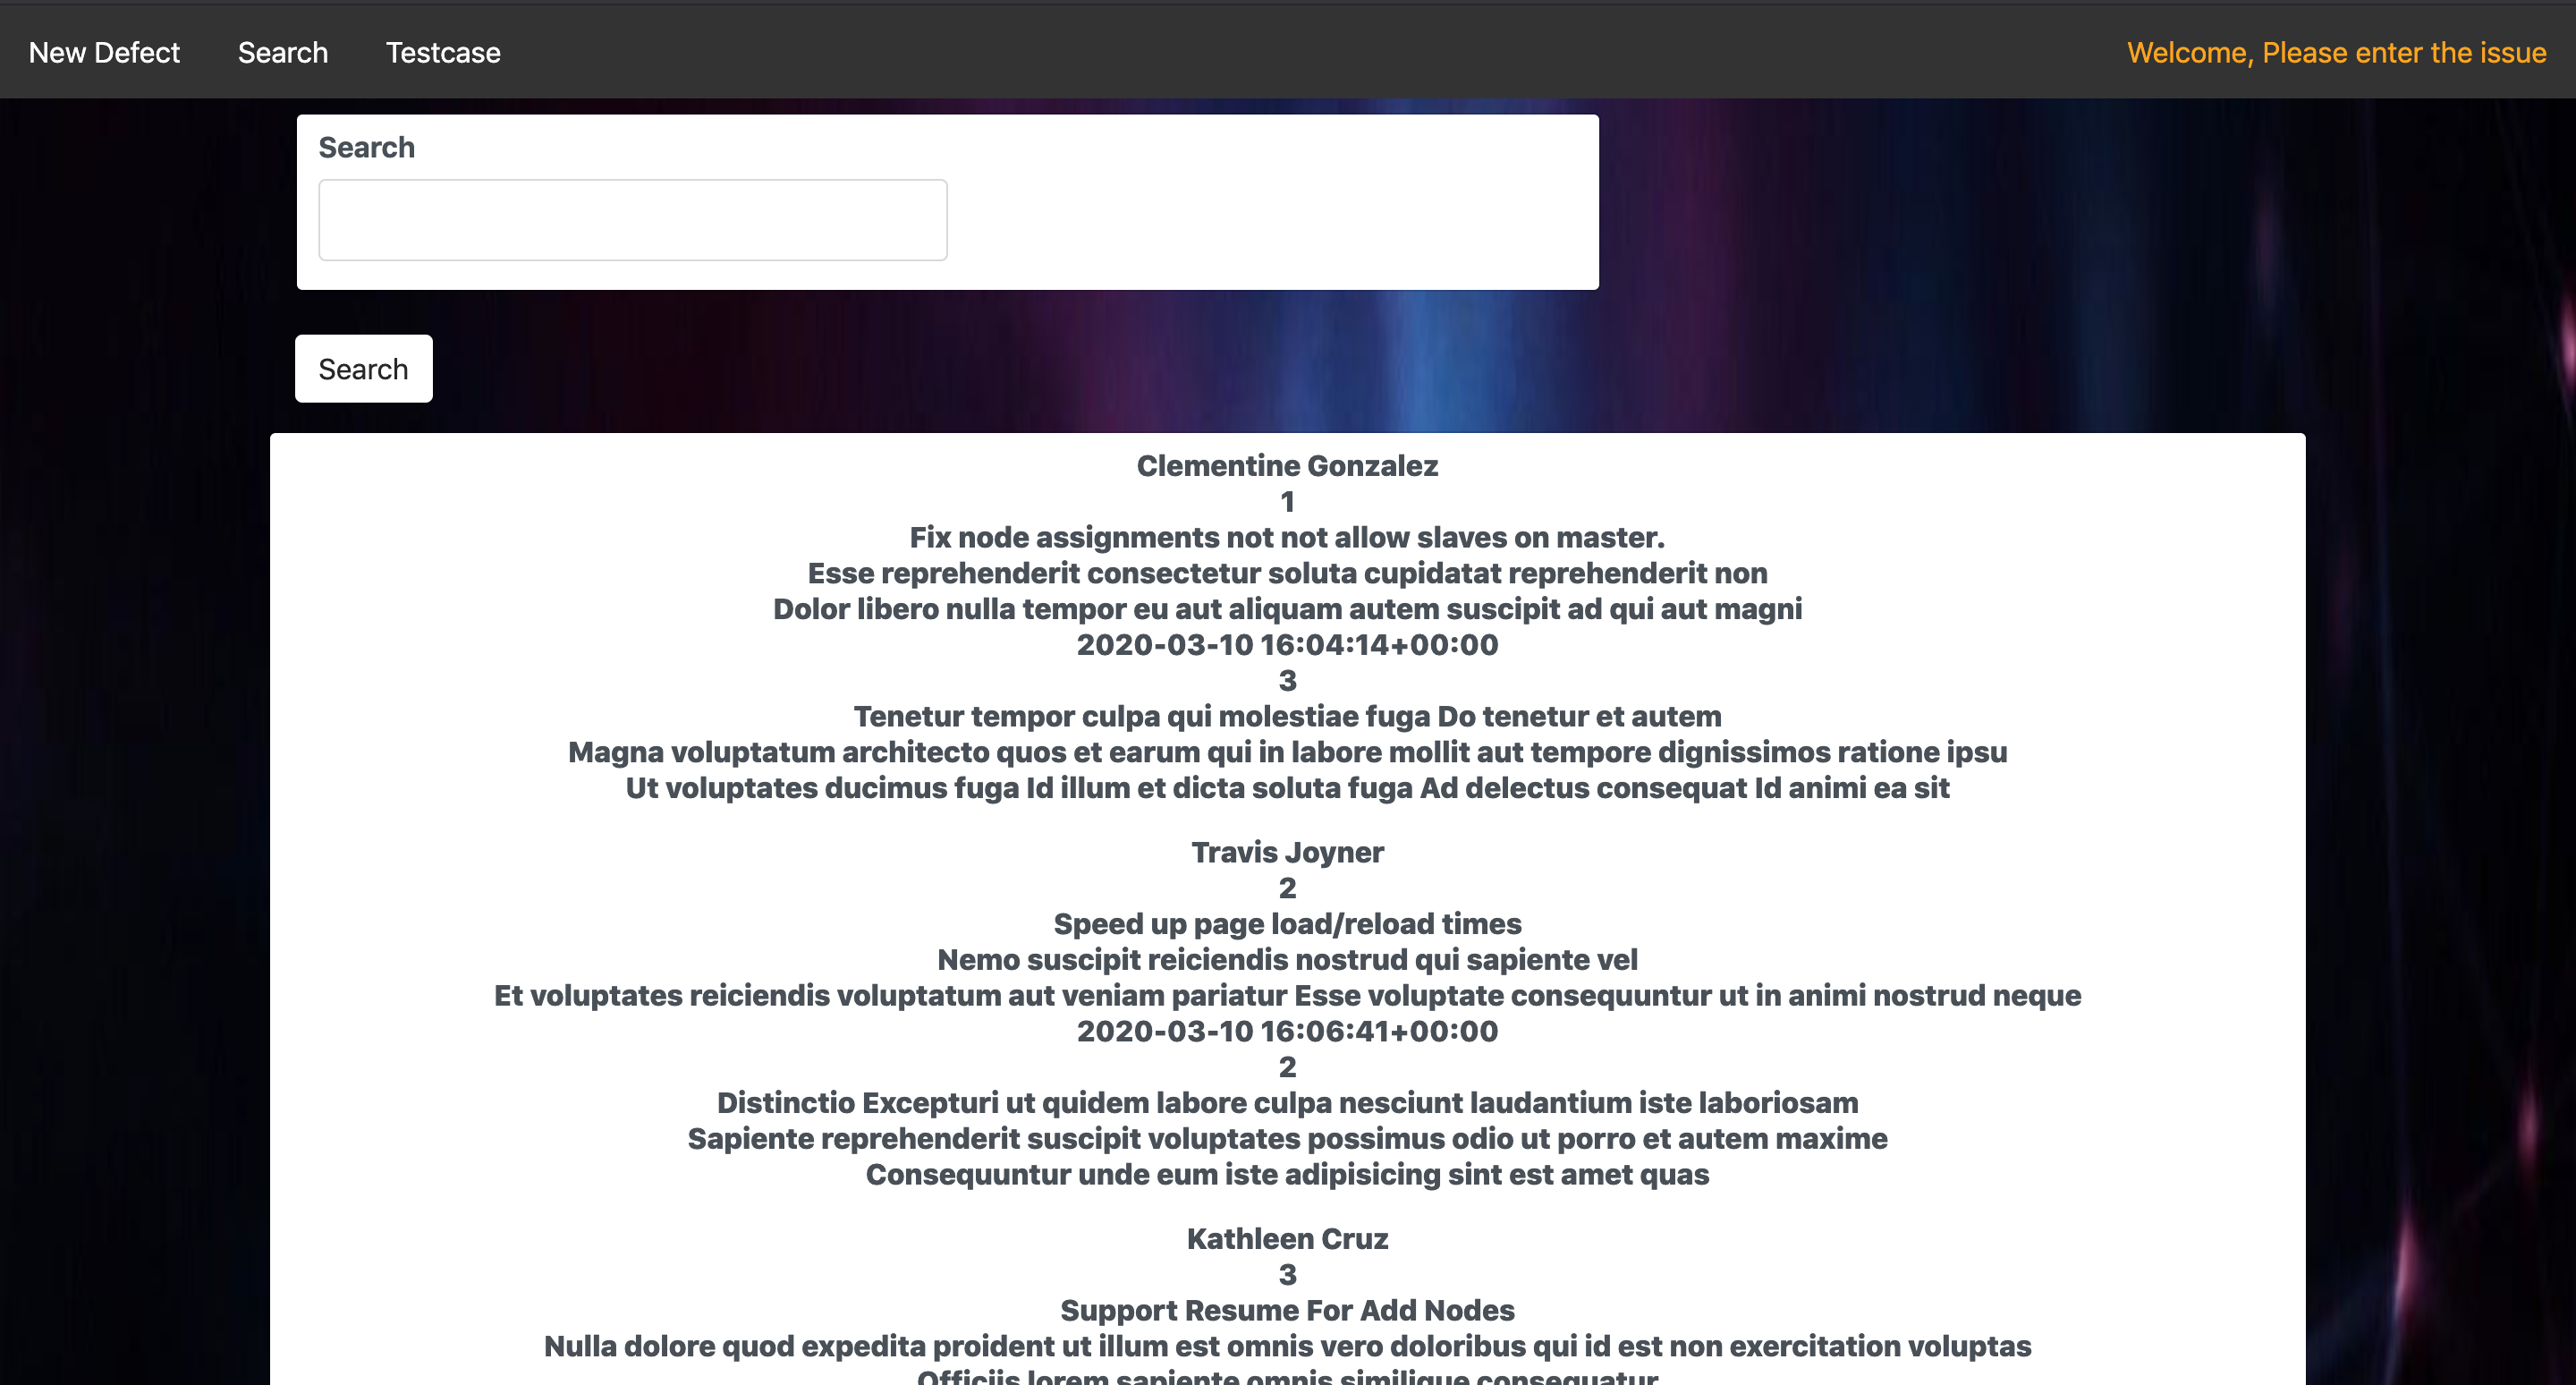 New Defect Search Testcase Welcome, Please enter the issue
Search
Search
Clementine Gonzalez
1
Fix node assignments not not allow slaves on master.
Esse reprehenderit consectetur soluta cupidatat reprehenderit non
Dolor libero nulla tempor eu aut aliquam autem suscipit ad qui aut magni
2020-03-10 16:04:14+00:00
3
Tenetur tempor culpa qui molestiae fuga Do tenetur et autem
Magna voluptatum architecto quos et earum qui in labore mollit aut tempore dignissimos ratione ipsu
Ut voluptates ducimus fuga Id illum et dicta soluta fuga Ad delectus consequat Id animi ea sit
Travis Joyner
2
Speed up page load/reload times
Nemo suscipit reiciendis nostrud qui sapiente vel
Et voluptates reiciendis voluptatum aut veniam pariatur Esse voluptate consequuntur ut in animi nostrud neque
2020-03-10 16:06:41+00:00
2
Distinctio Excepturi ut quidem labore culpa nesciunt laudantium iste laboriosam
Sapiente reprehenderit suscipit voluptates possimus odio ut porro et autem maxime
Consequuntur unde eum iste adipisicing sint est amet quas
Kathleen Cruz
3
Support Resume For Add Nodes
Nulla dolore quod expedita proident ut illum est omnis vero doloribus qui id est non exercitation voluptas
Officiis lorem sapiente omnis similique consequatur